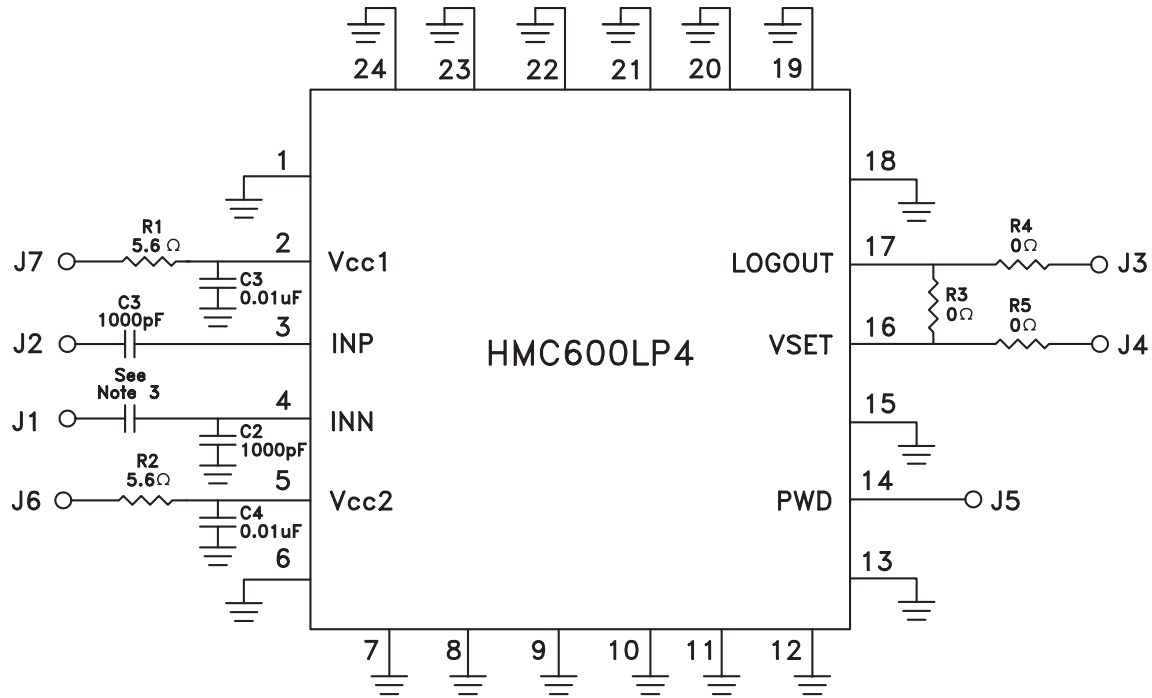 24 23 22 21 20 19
1
18
R1
5.6 Ω
R4
0Ω
J7
2
Vcc1
LOGOUT
17
J3
C3
0.01uF
R3
0Ω
C3
1000pF
R5
0Ω
J2
3
INP
HMC600LP4
VSET
16
J4
See
Note 3
J1
4
INN
15
C2
1000pF
R2
5.6Ω
J6
5
Vcc2
PWD
14
J5
C4
0.01uF
6
13
7 8 9 10 11 12